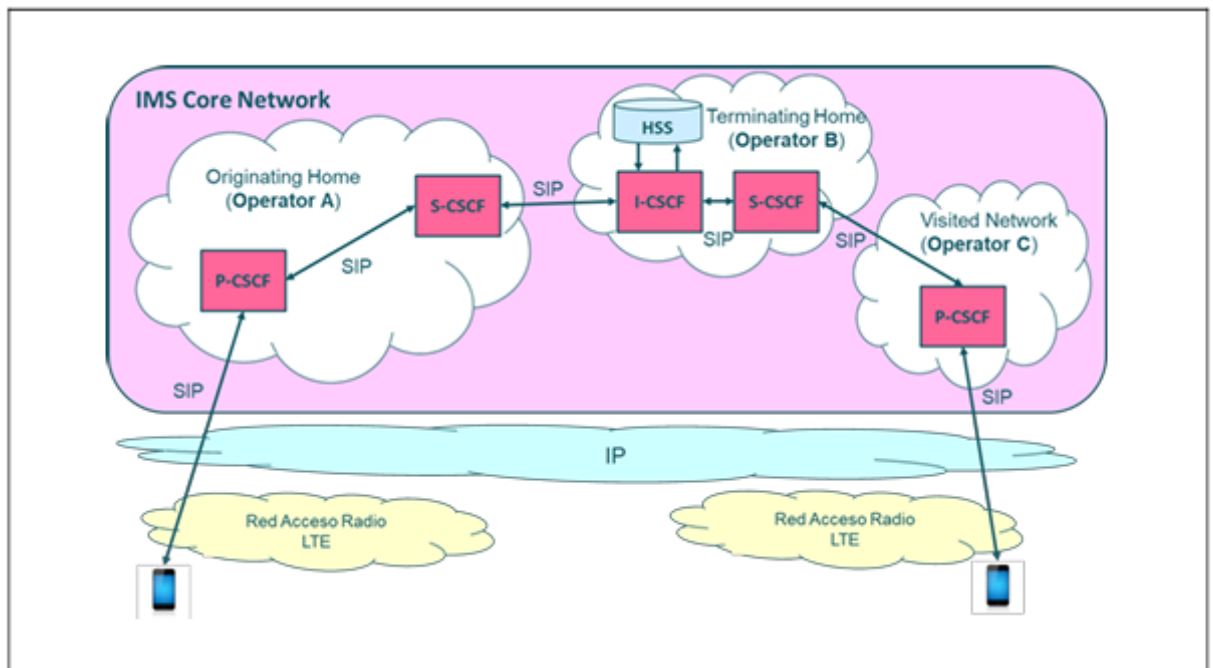 IMS Core Network
HSS
Terminating Home
(Operator B)
Originating Home
(Operator A)
S-CSCF
SIP
I-CSCF
SIP
S-CSCF
SIP
Visited Network
(Operator C)
P-CSCF
SIP
P-CSCF
SIP
SIP
IP
Red Acceso Radio
LTE
Red Acceso Radio
LTE